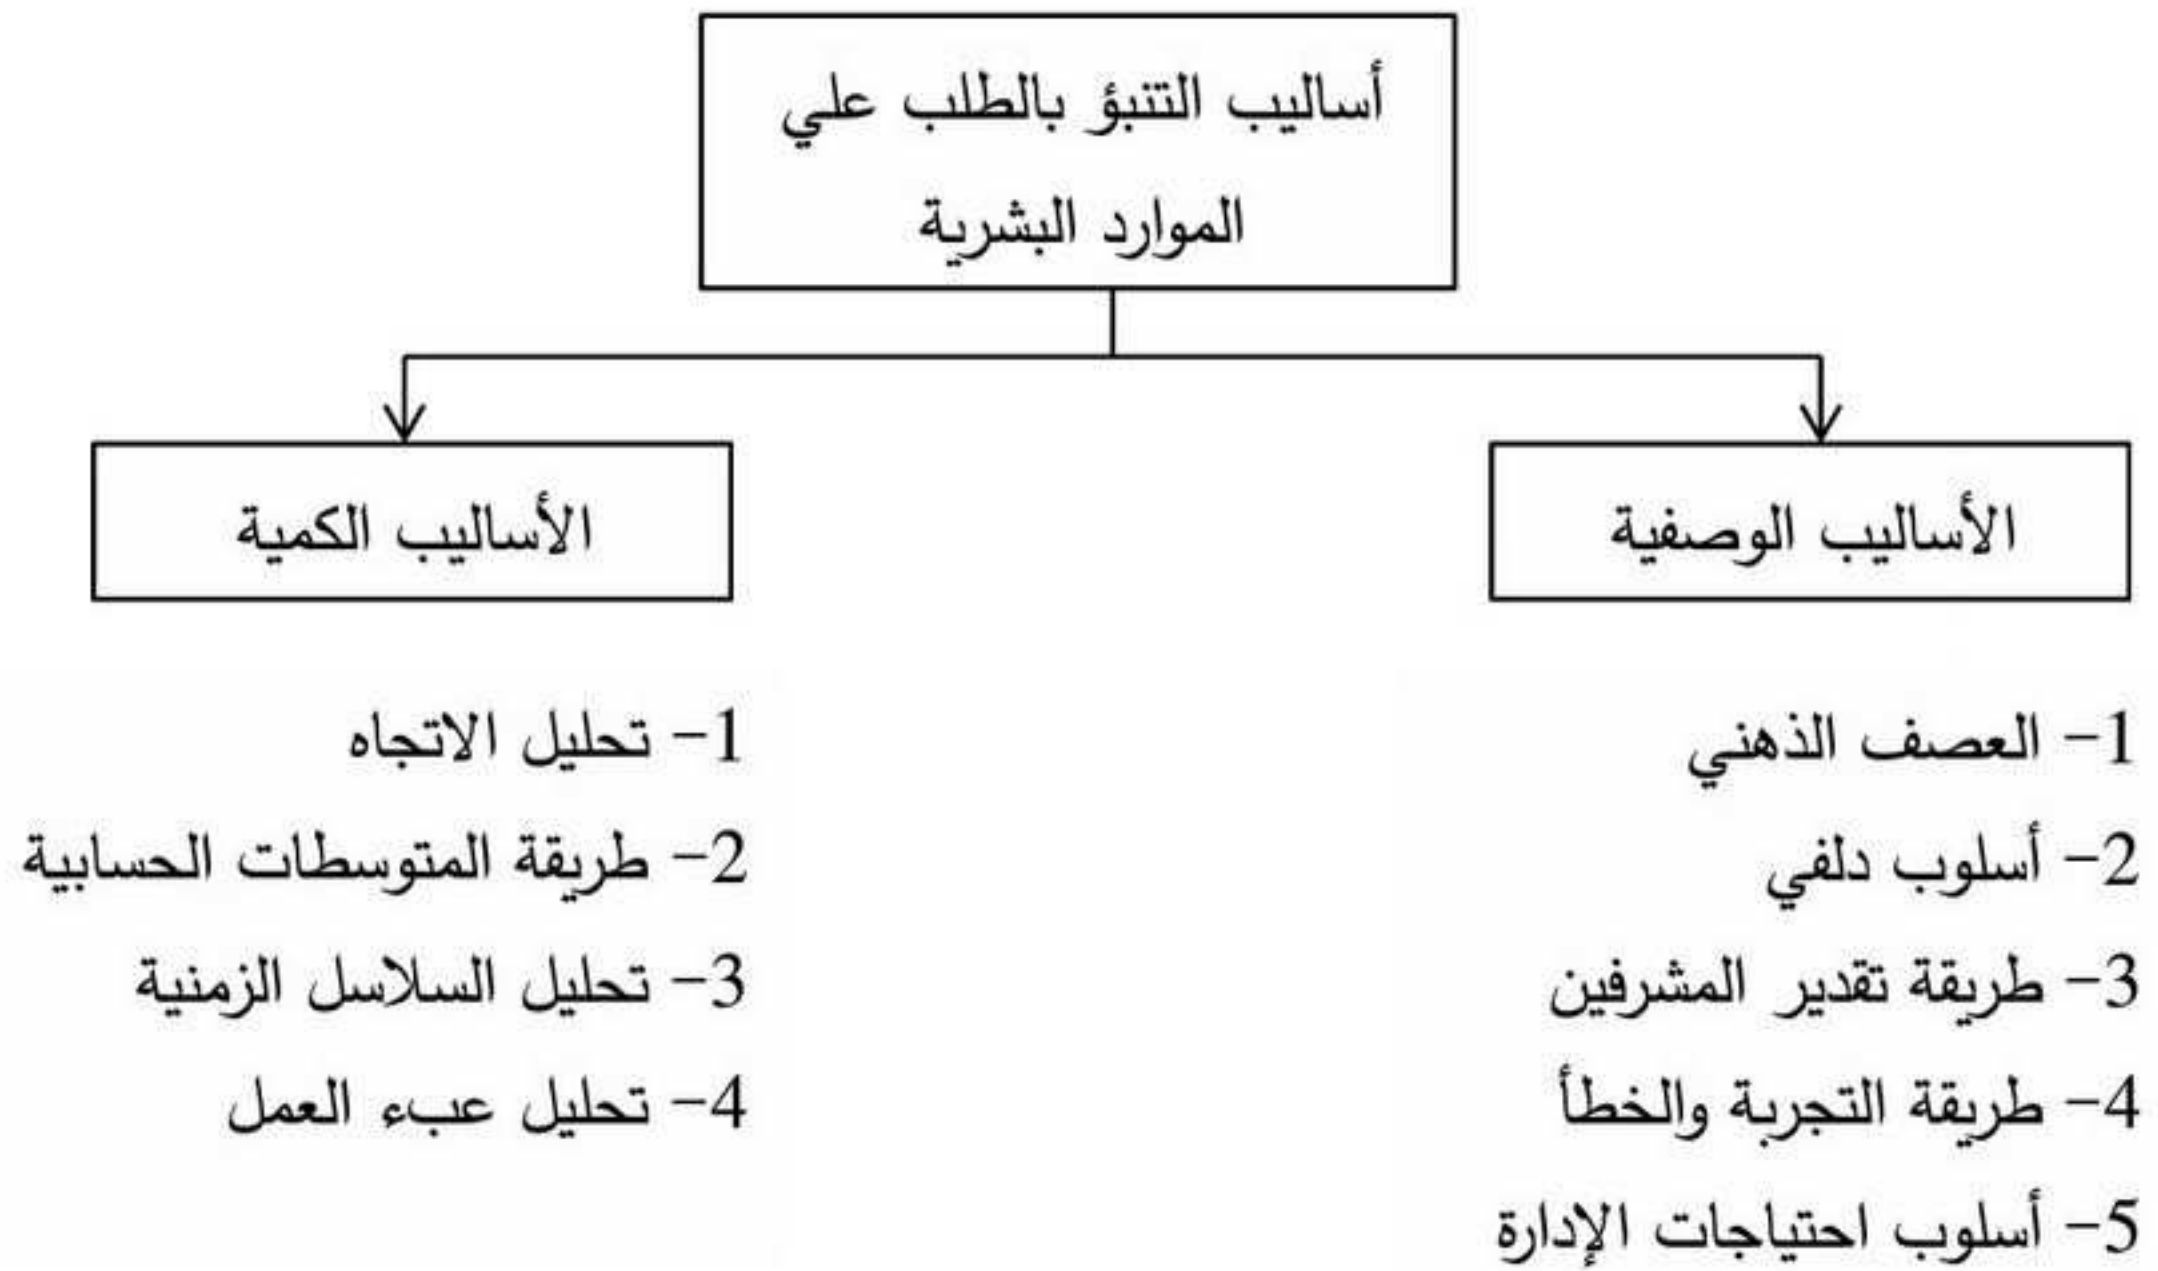 أساليب التنبؤ بالطلب علي
الموارد البشرية
الأساليب الوصفية
1- العصف الذهني
2- أسلوب دلفي
3- طريقة تقدير المشرفين
4- طريقة التجربة والخطأ
5- أسلوب احتياجات الإدارة
الأساليب الكمية
1- تحليل الاتجاه
2- طريقة المتوسطات الحسابية
3- تحليل السلاسل الزمنية
4- تحليل عبء العمل